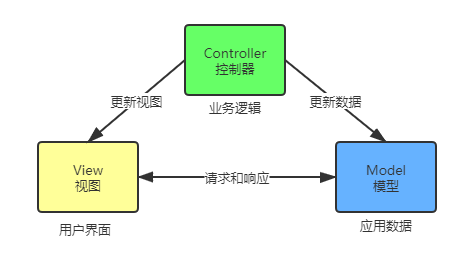 Controller
控制器
更新视图
业务逻辑
更新数据
View
视图
请求和响应
Model
模型
用户界面
应用数据